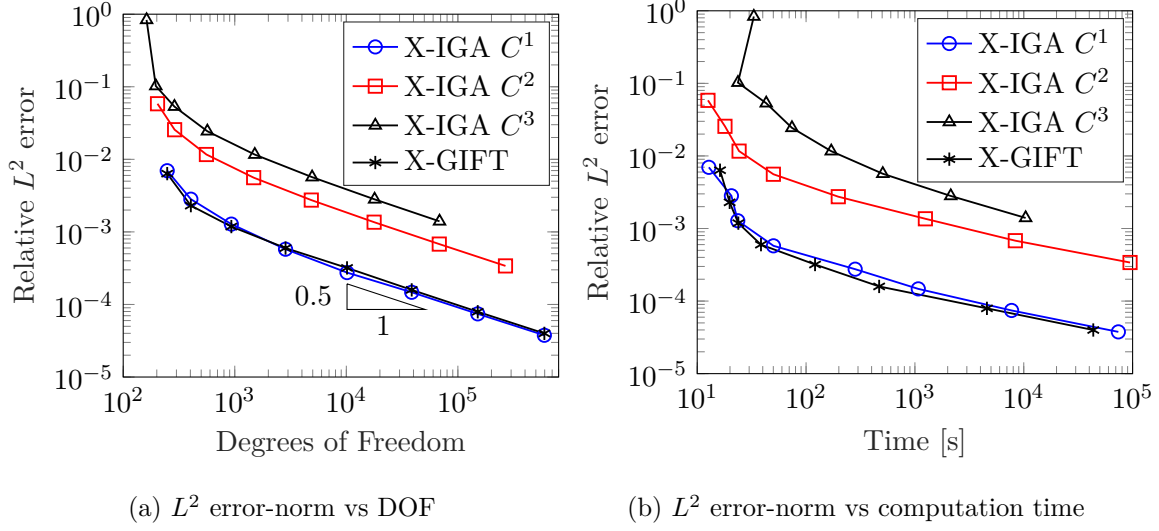 10^0
10^-1
10^-2
10^-3
10^-4
10^-5
Relative L^2 error
X-IGA C^1
X-IGA C^2
X-IGA C^3
X-GIFT
0.5
1
10^2 10^3 10^4 10^5
Degrees of Freedom
(a) L^2 error-norm vs DOF
10^0
10^-1
10^-2
10^-3
10^-4
10^-5
Relative L^2 error
X-IGA C^1
X-IGA C^2
X-IGA C^3
X-GIFT
10^1 10^2 10^3 10^4 10^5
Time [s]
(b) L^2 error-norm vs computation time